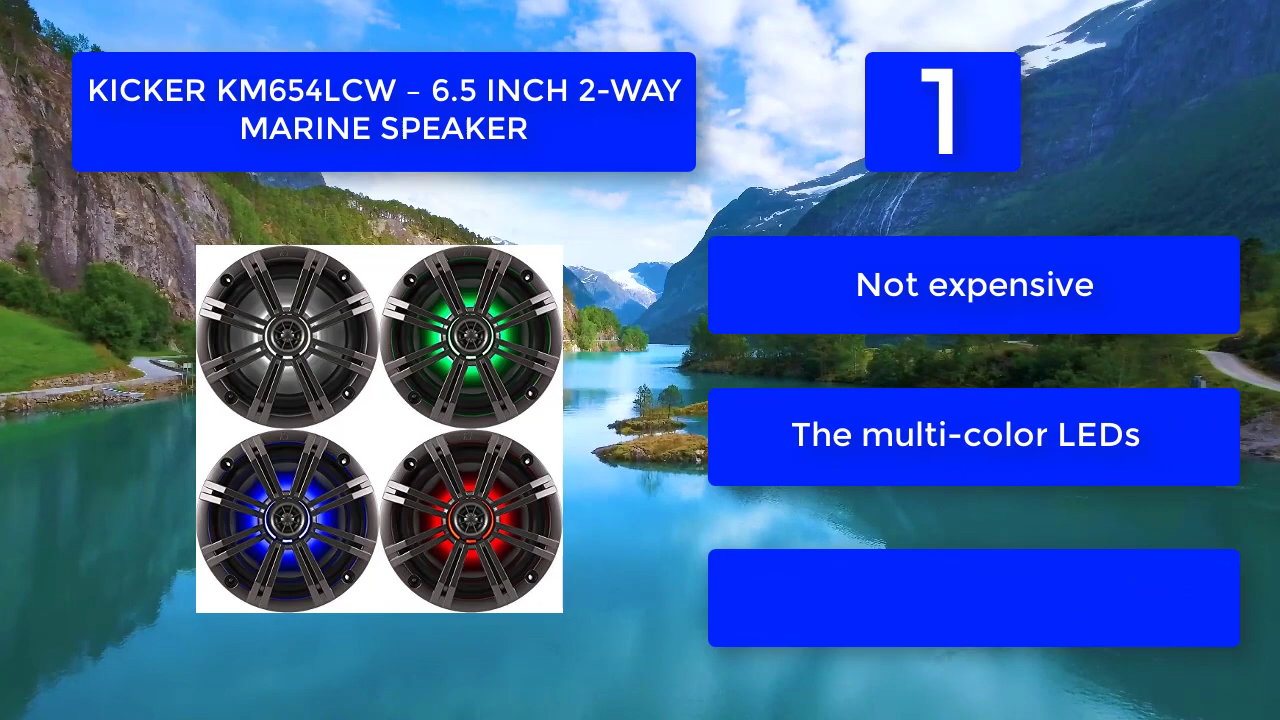 KICKER KM654LCW – 6.5 INCH 2-WAY
MARINE SPEAKER
1
Not expensive
The multi-color LEDs